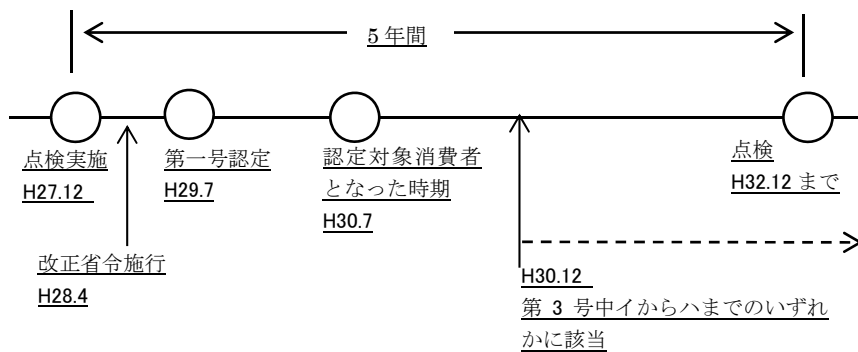 5年間
点検実施
H27.12
第一号認定
H29.7
認定対象消費者
となった時期
H30.7
点検
H32.12 まで
改正省令施行
H28.4
H30.12
第 3 号中イからハまでのいずれ
かに該当